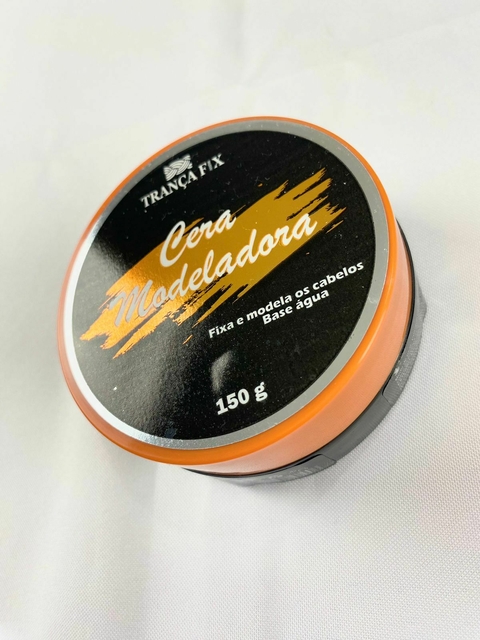 TRANÇA FIX
Cera
Modeladora
Fixa e modela os cabelos
Base água
150 g